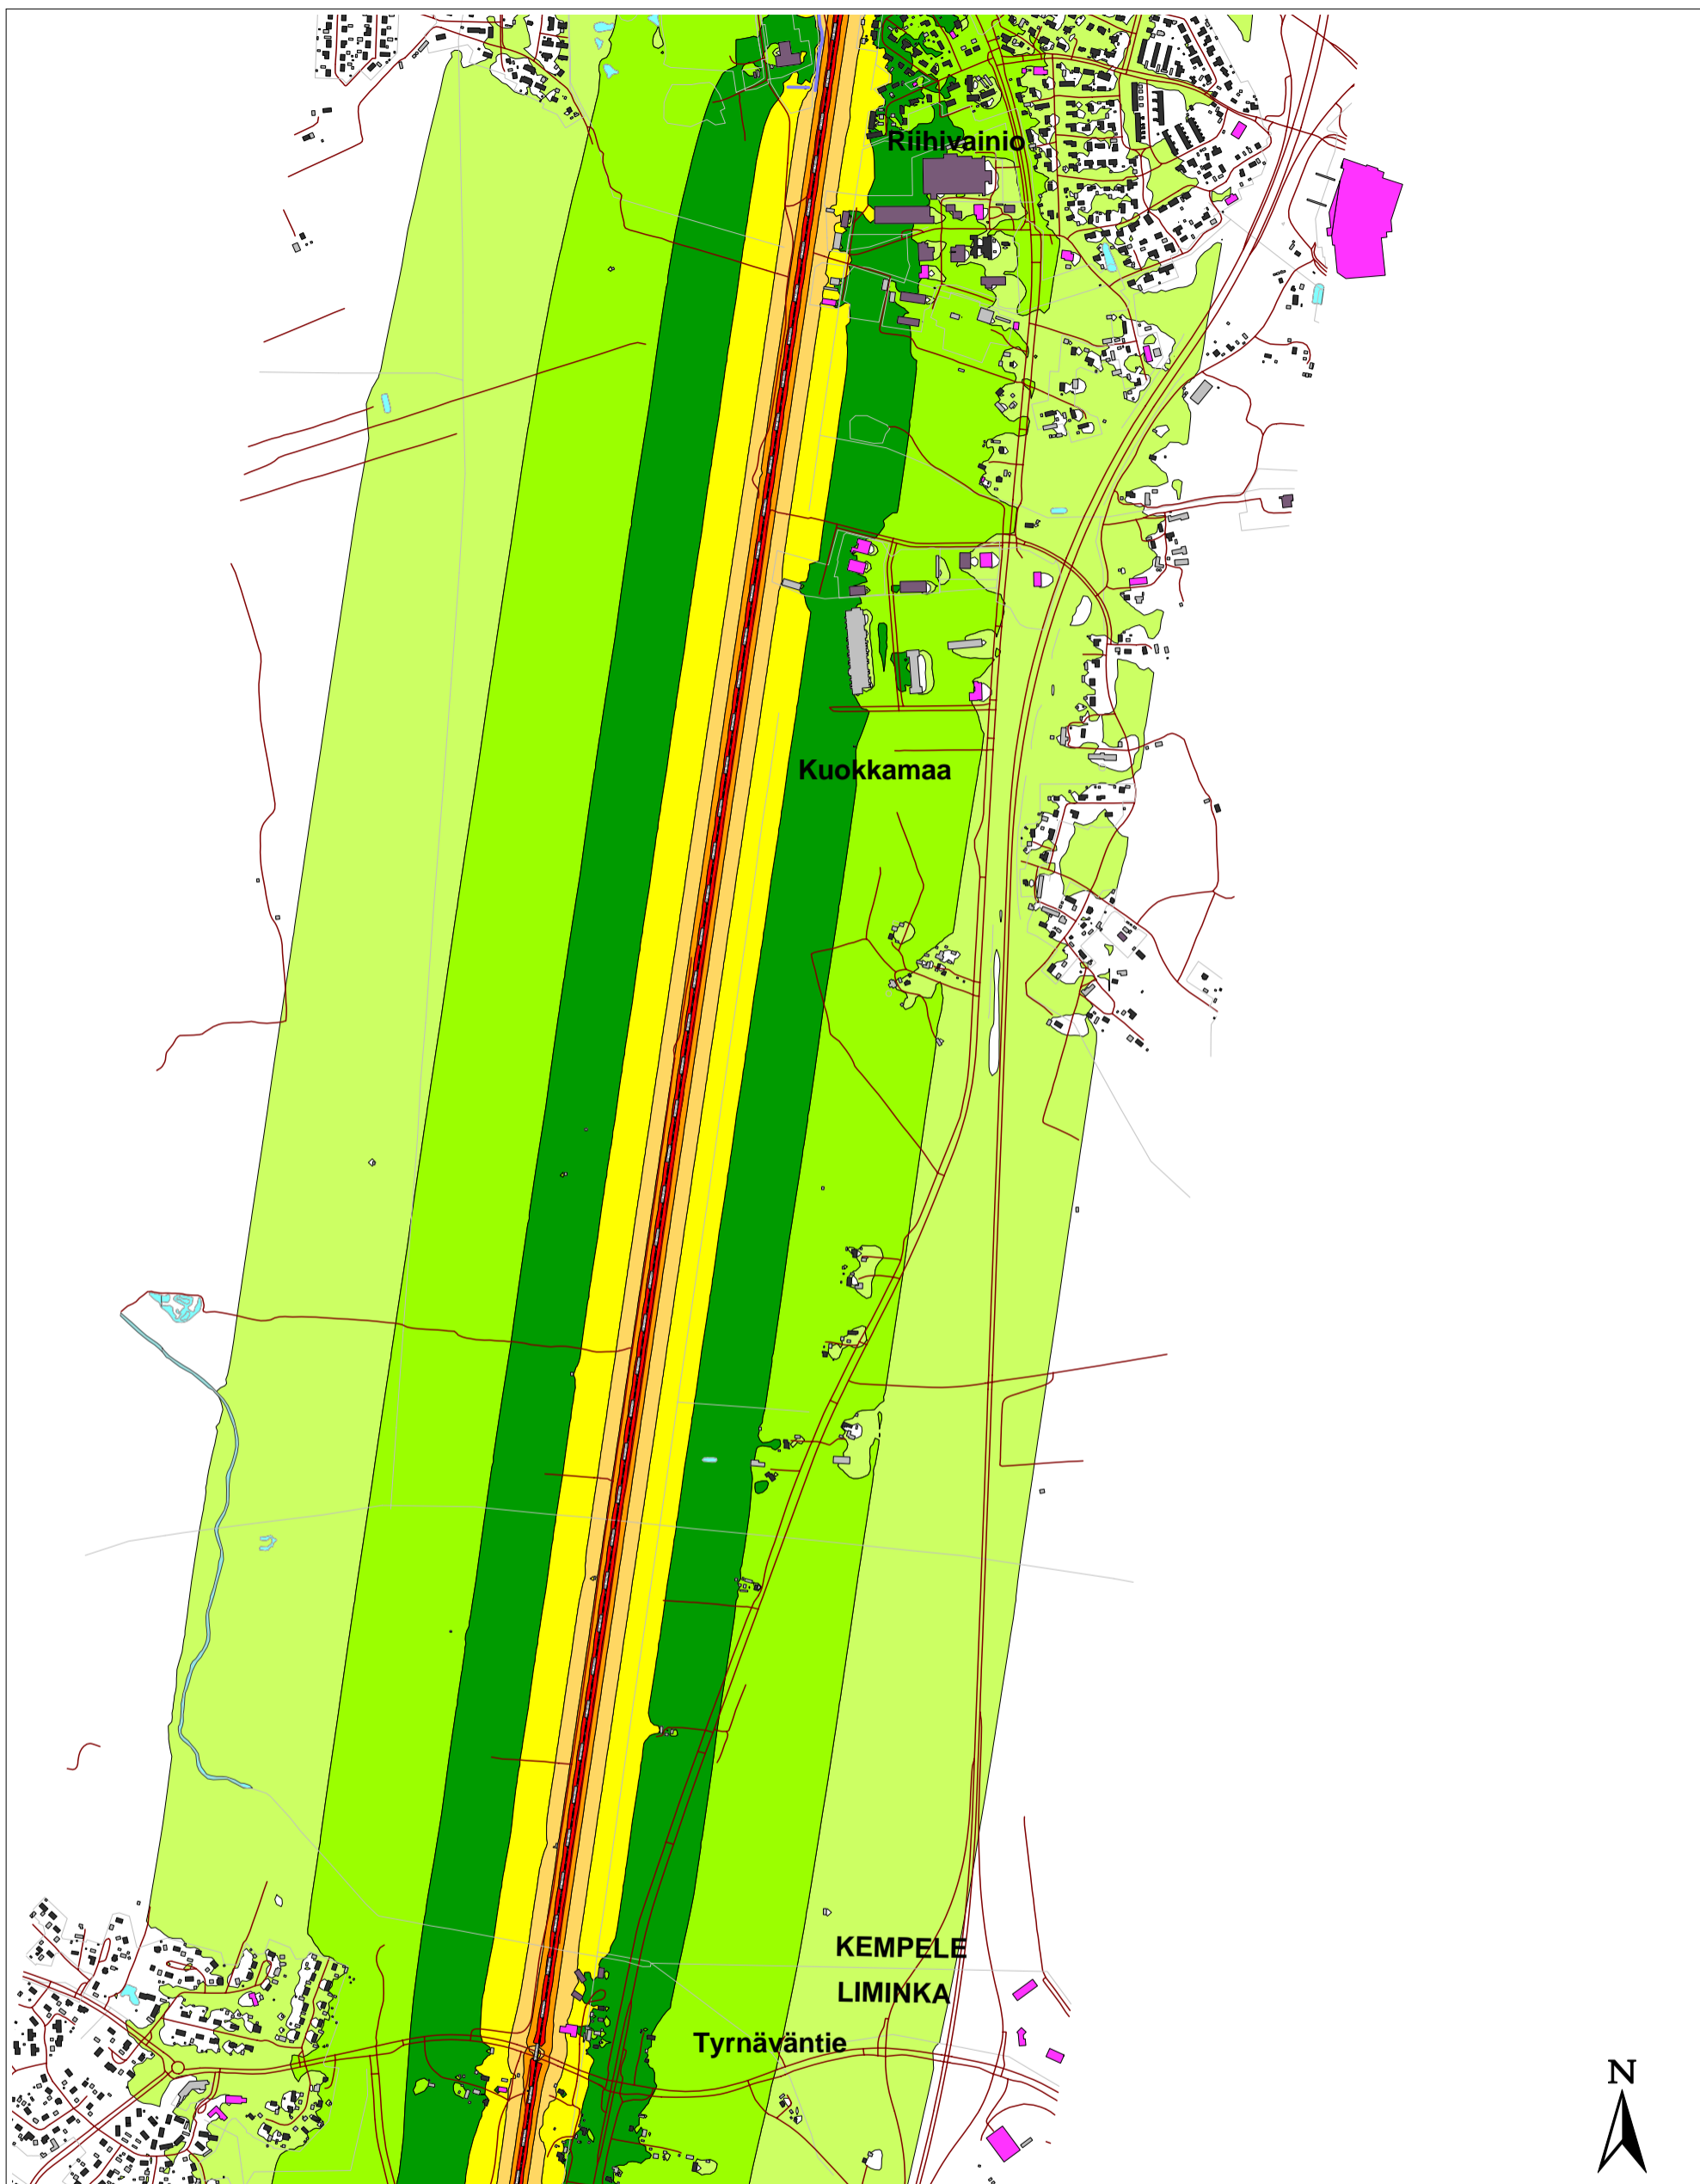 Riihivainio
Kuokkamaa
KEMPELE
LIMINKA
Tyrnäväntie
N